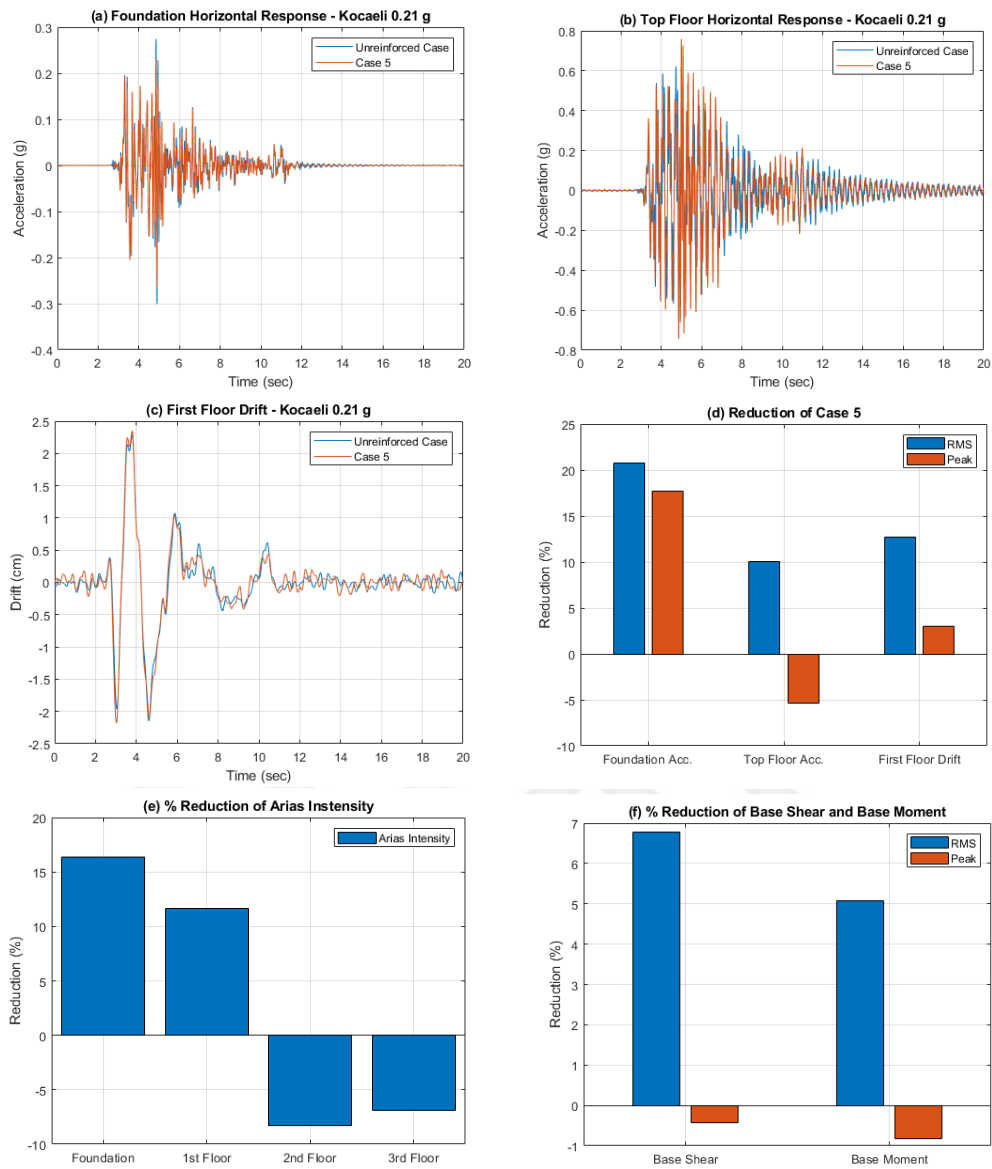 (a) Foundation Horizontal Response - Kocaeli 0.21 g
Unreinforced Case
Case 5
0.3
0.2
0.1
0
-0.1
-0.2
-0.3
-0.4
Acceleration (g)
0 2 4 6 8 10 12 14 16 18 20
Time (sec)
(b) Top Floor Horizontal Response - Kocaeli 0.21 g
Unreinforced Case
Case 5
0.8
0.6
0.4
0.2
0
-0.2
-0.4
-0.6
-0.8
Acceleration (g)
0 2 4 6 8 10 12 14 16 18 20
Time (sec)
(c) First Floor Drift - Kocaeli 0.21 g
Unreinforced Case
Case 5
2.5
2
1.5
1
0.5
0
-0.5
-1
-1.5
-2
-2.5
Drift (cm)
0 2 4 6 8 10 12 14 16 18 20
Time (sec)
(d) Reduction of Case 5
RMS
Peak
25
20
15
10
5
0
-5
-10
Reduction (%)
Foundation Acc. Top Floor Acc. First Floor Drift
(e) % Reduction of Arias Instensity
Arias Intensity
20
15
10
5
0
-5
-10
Reduction (%)
Foundation 1st Floor 2nd Floor 3rd Floor
(f) % Reduction of Base Shear and Base Moment
RMS
Peak
7
6
5
4
3
2
1
0
-1
Reduction (%)
Base Shear Base Moment